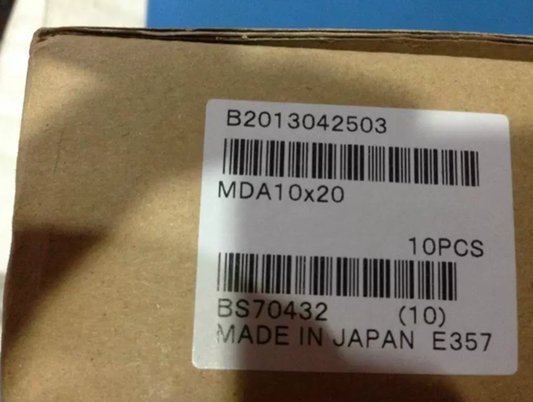 B2013042503
MDA10x20
10PCS
BS70432 (10)
MADE IN JAPAN E357